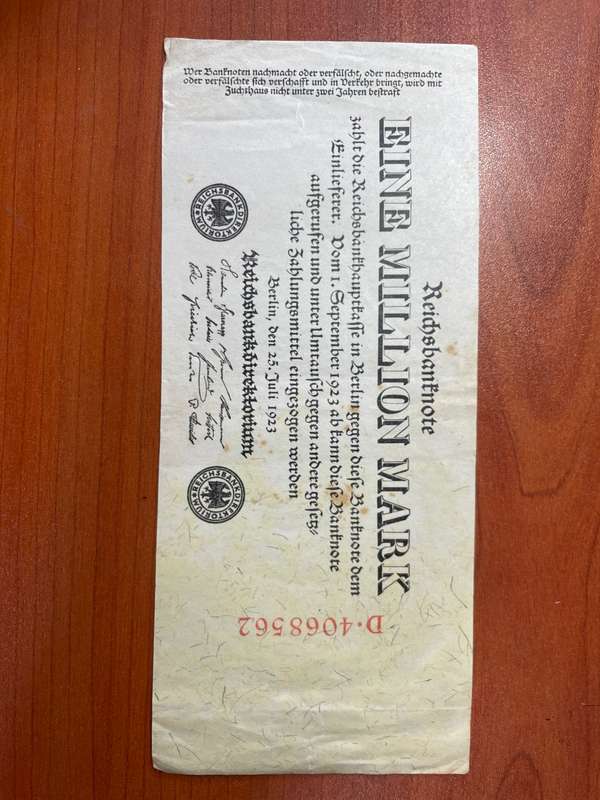 Reichsbanknote
EINE MILLION MARK
zahlt die Reichsbankhauptkasse in Berlin gegen diese Banknote dem
Einlieferer. Vom 1. September 1923 ab kann diese Banknote
aufgerufen und unter Umtausch gegen andere gesetz⸗
liche Zahlungsmittel eingezogen werden
Berlin, den 25. Juli 1923
Reichsbankdirektorium
REICHSBANKDIREKTORIUM
REICHSBANKDIREKTORIUM
D·4068562
Wer Banknoten nachmacht oder verfälscht, oder nachgemachte
oder verfälschte sich verschafft und in Verkehr bringt, wird mit
Zuchthaus nicht unter zwei Jahren bestraft